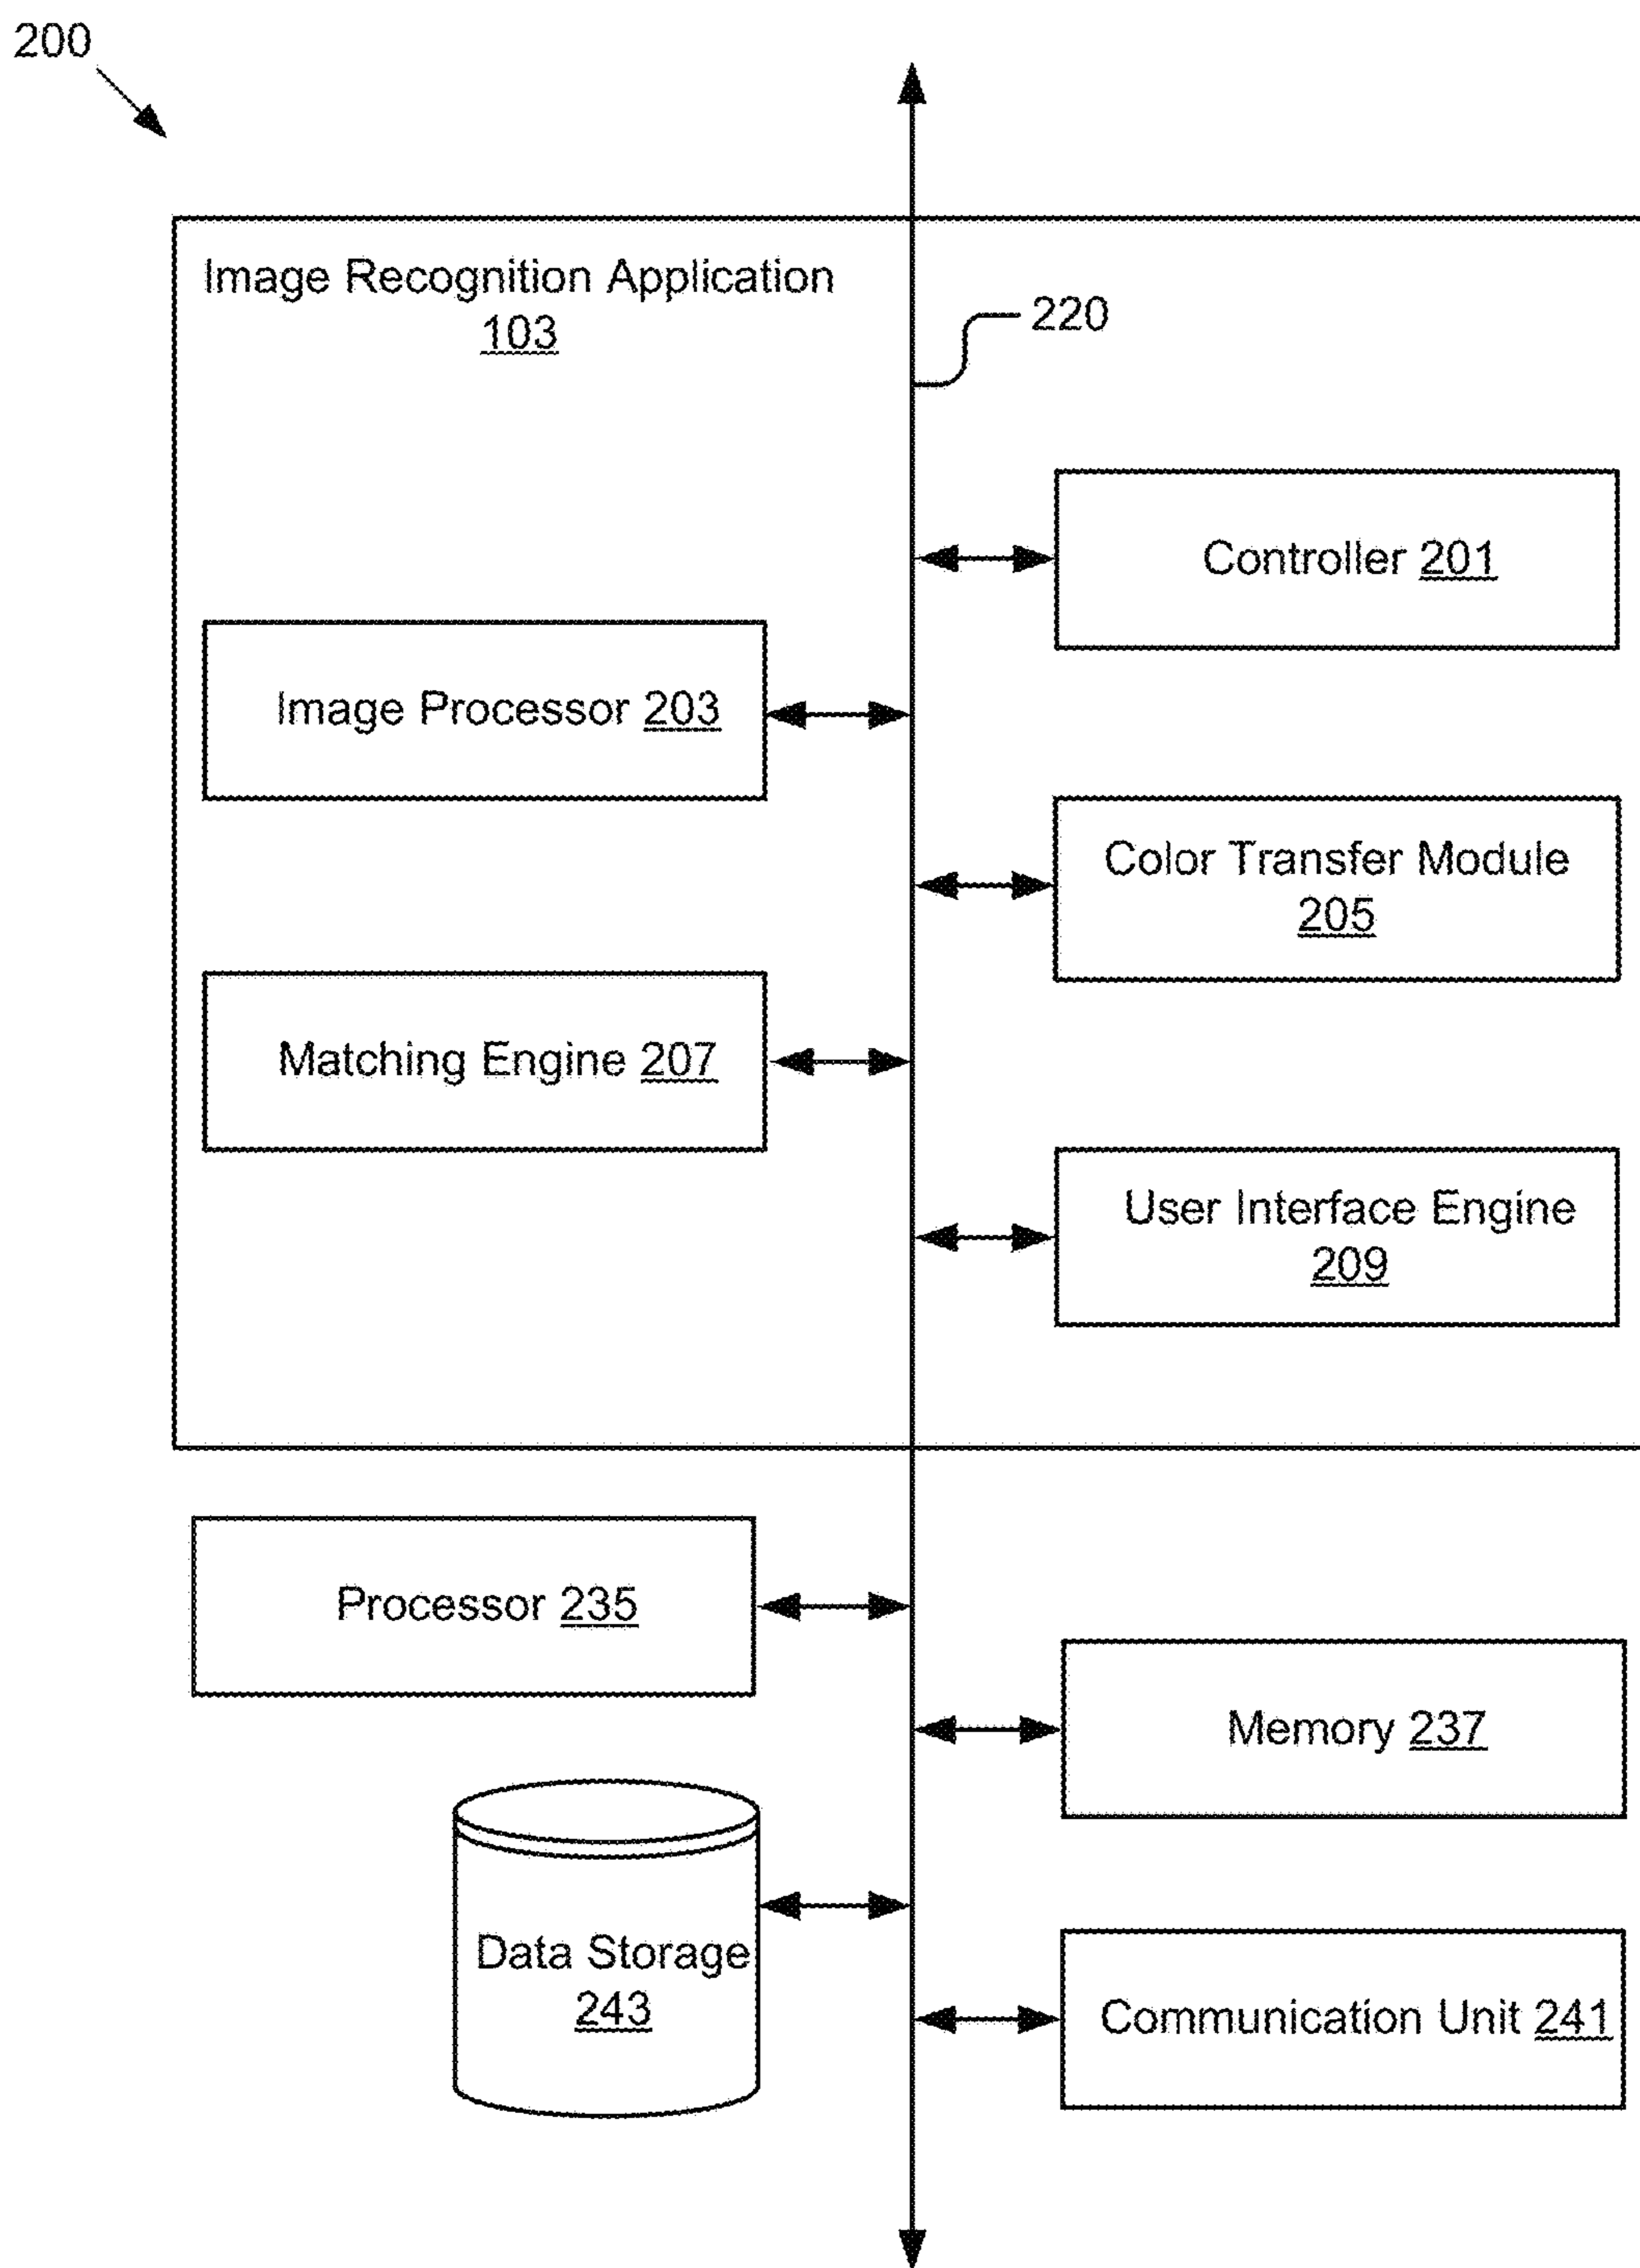 200
Image Recognition Application
103
220
Controller 201
Image Processor 203
Color Transfer Module
205
Matching Engine 207
User Interface Engine
209
Processor 235
Memory 237
Data Storage
243
Communication Unit 241